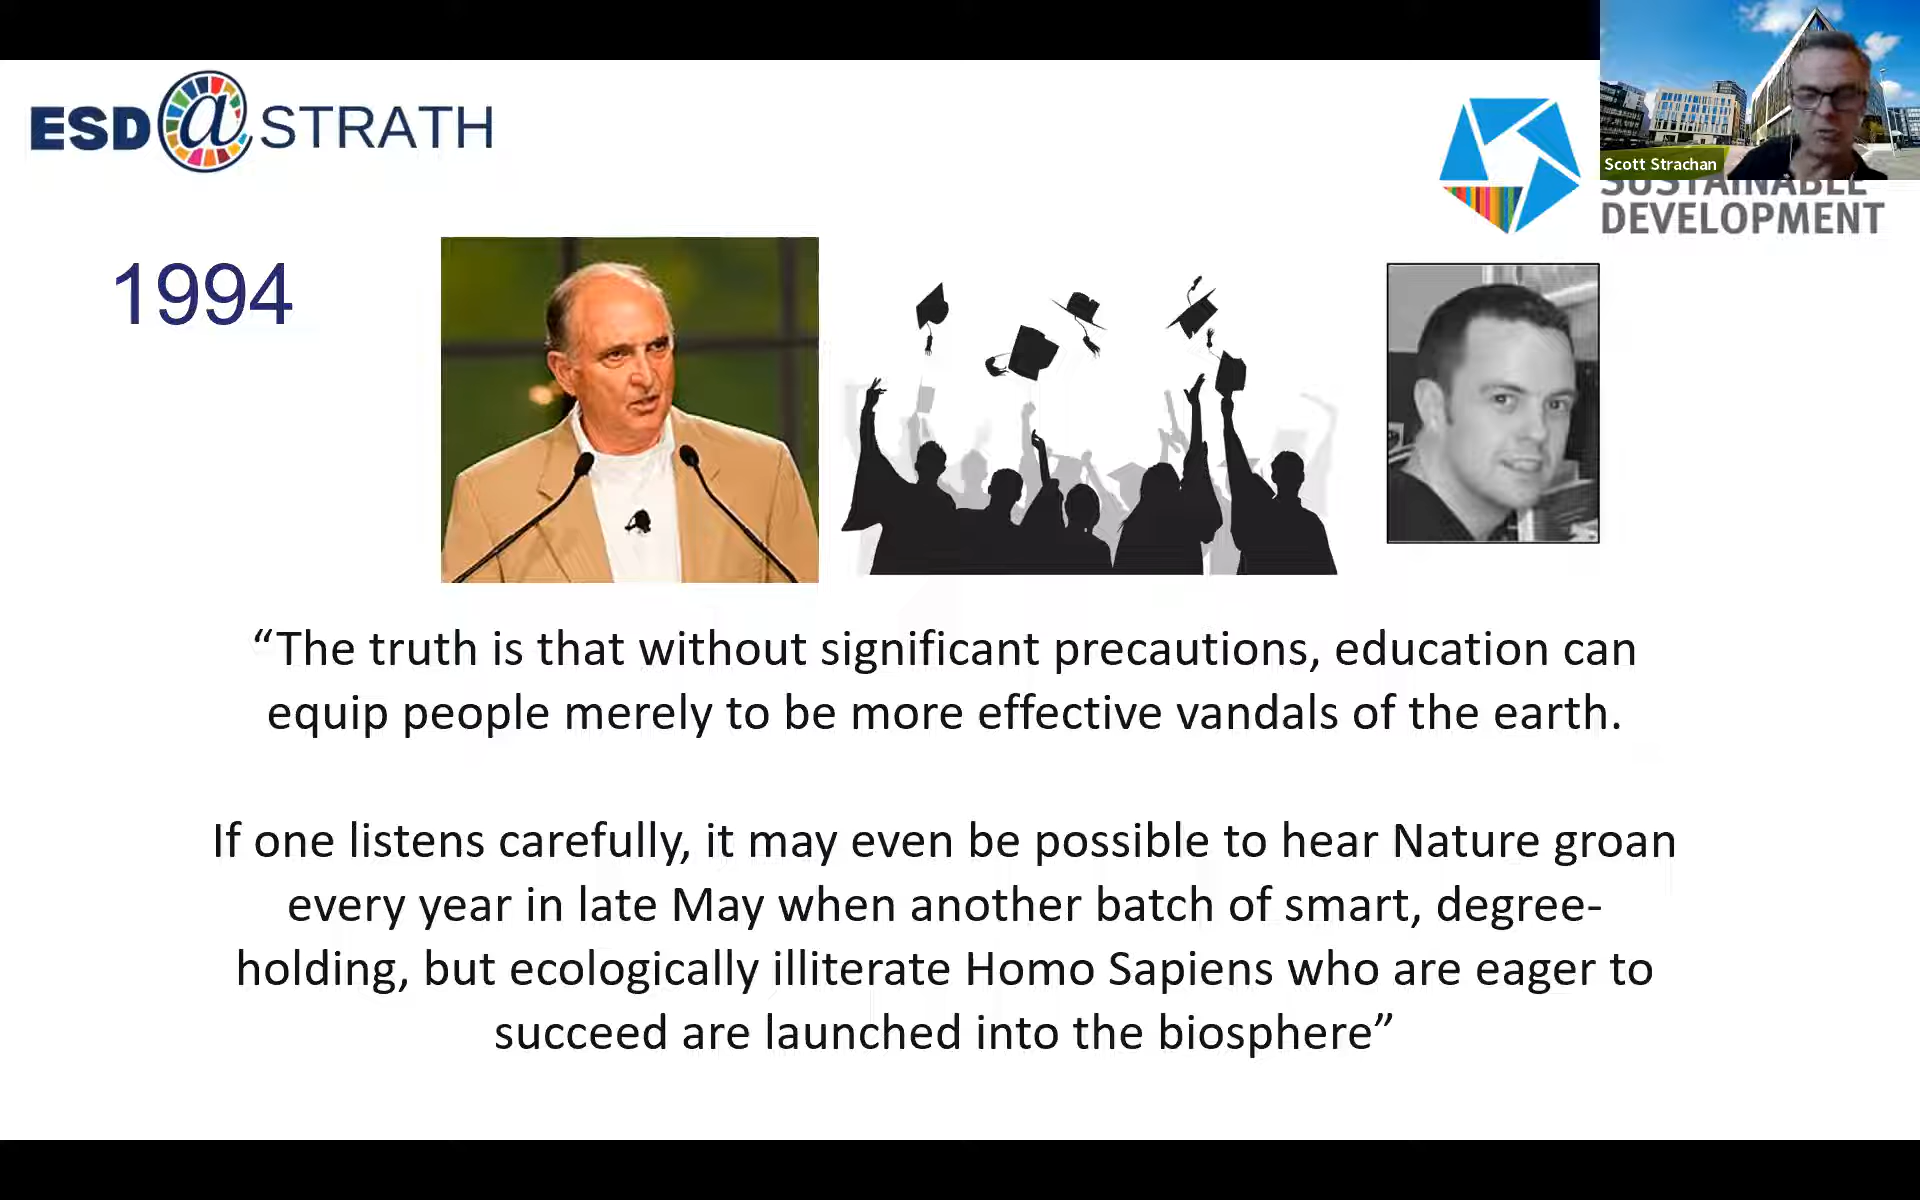 ESD@STRATH
Scott Strachan
SUSTAINABLE
DEVELOPMENT
1994
“The truth is that without significant precautions, education can
equip people merely to be more effective vandals of the earth.
If one listens carefully, it may even be possible to hear Nature groan
every year in late May when another batch of smart, degree-
holding, but ecologically illiterate Homo Sapiens who are eager to
succeed are launched into the biosphere”